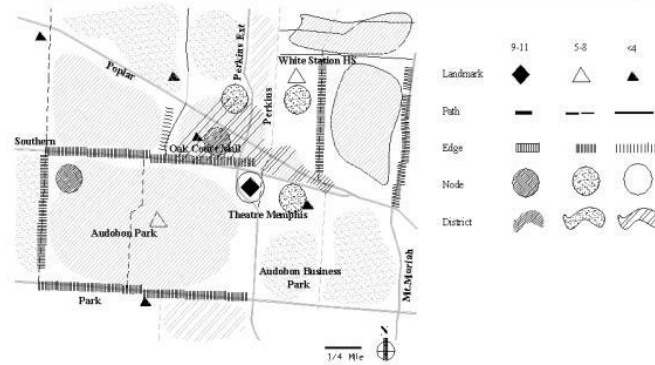 Poplar
Perkins Ext
White Station HS
Perkins
Southern
Oak Court Mall
Theatre Memphis
Audobon Park
Audobon Business
Park
Park
Mt.Moriah
1/4 Mile
9-11 5-8 <4
Landmark
Path
Edge
Node
District